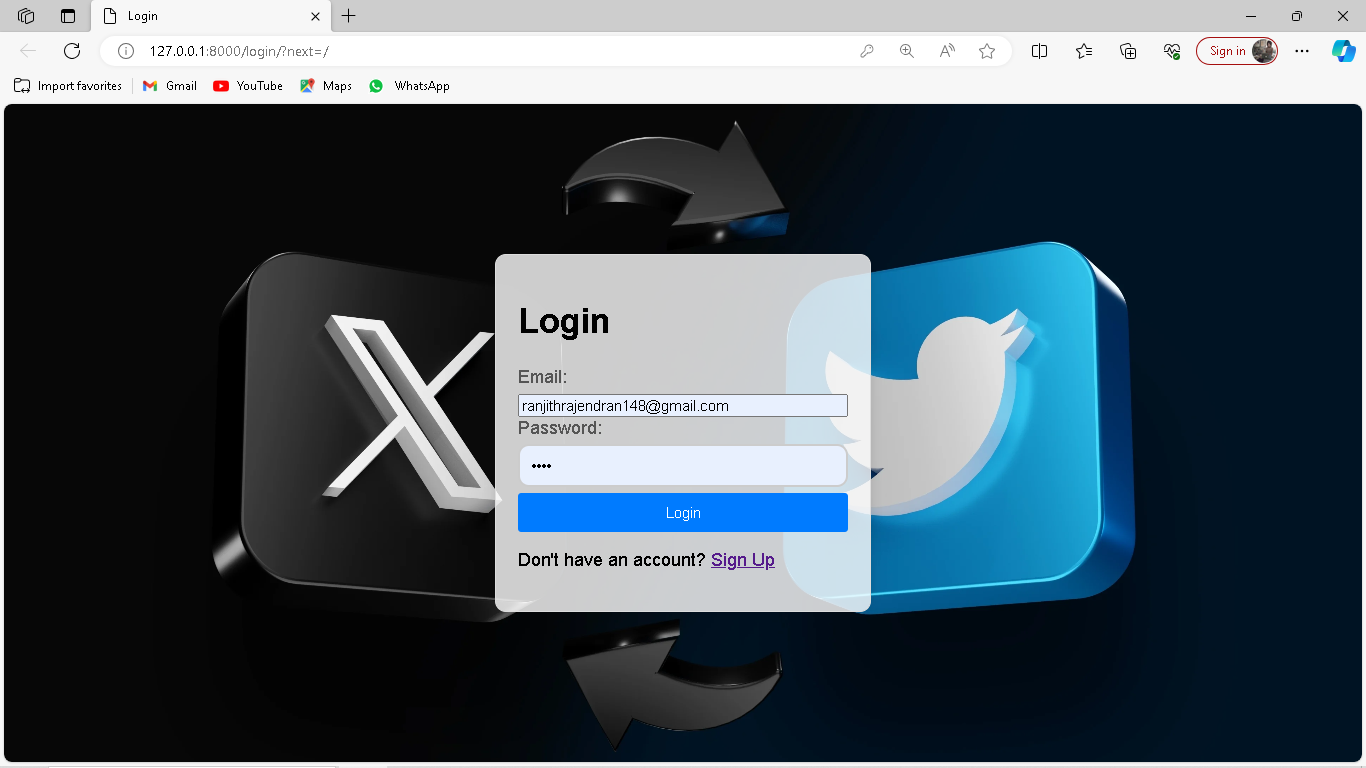 Login
127.0.0.1:8000/login/?next=/
Sign in
Import favorites
Gmail
YouTube
Maps
WhatsApp
Login
Email:
ranjithrajendran148@gmail.com
Password:
••••
Login
Don't have an account? Sign Up